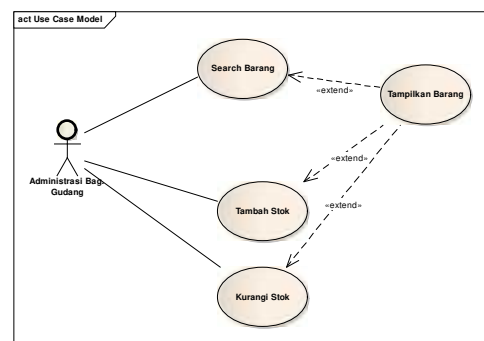 act Use Case Model
Search Barang
Tampilkan Barang
«extend»
«extend»
Administrasi Bag.
Gudang
«extend»
Tambah Stok
Kurangi Stok